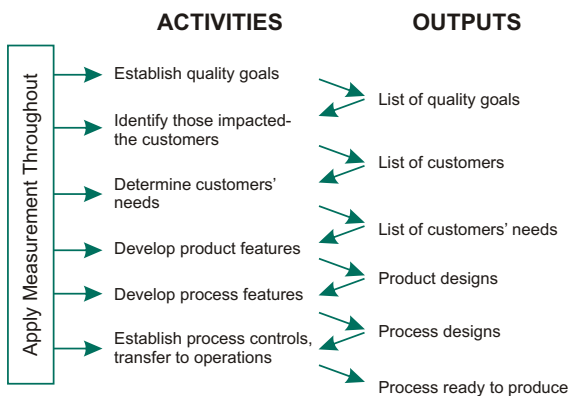 ACTIVITIES
OUTPUTS
Apply Measurement Throughout
Establish quality goals
List of quality goals
Identify those impacted-
the customers
List of customers
Determine customers’
needs
List of customers’ needs
Develop product features
Product designs
Develop process features
Process designs
Establish process controls,
transfer to operations
Process ready to produce